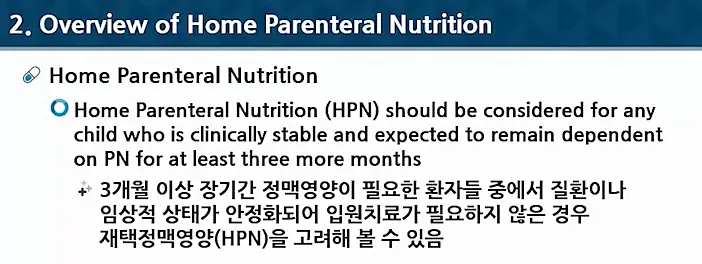 2. Overview of Home Parenteral Nutrition
Home Parenteral Nutrition
Home Parenteral Nutrition (HPN) should be considered for any
child who is clinically stable and expected to remain dependent
on PN for at least three more months
3개월 이상 장기간 정맥영양이 필요한 환자들 중에서 질환이나
임상적 상태가 안정화되어 입원치료가 필요하지 않은 경우
재택정맥영양(HPN)을 고려해 볼 수 있음